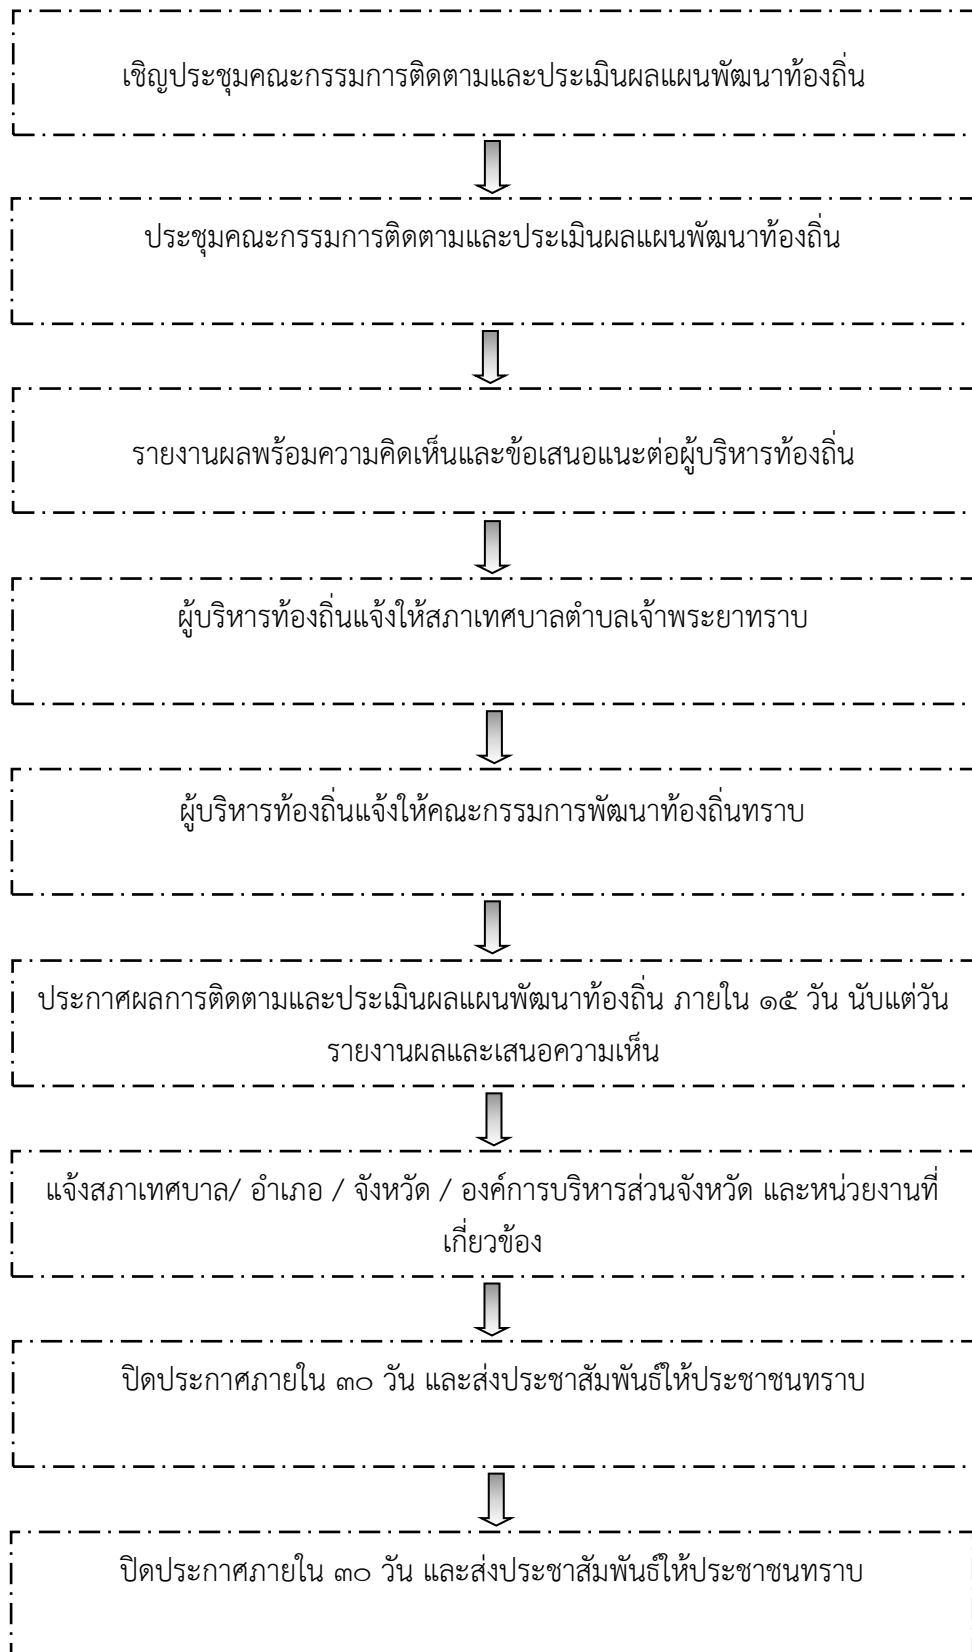 เชิญประชุมคณะกรรมการติดตามและประเมินผลแผนพัฒนาท้องถิ่น
ประชุมคณะกรรมการติดตามและประเมินผลแผนพัฒนาท้องถิ่น
รายงานผลพร้อมความคิดเห็นและข้อเสนอแนะต่อผู้บริหารท้องถิ่น
ผู้บริหารท้องถิ่นแจ้งให้สภาเทศบาลตำบลเจ้าพระยาทราบ
ผู้บริหารท้องถิ่นแจ้งให้คณะกรรมการพัฒนาท้องถิ่นทราบ
ประกาศผลการติดตามและประเมินผลแผนพัฒนาท้องถิ่น ภายใน ๑๕ วัน นับแต่วัน
รายงานผลและเสนอความเห็น
แจ้งสภาเทศบาล/ อำเภอ / จังหวัด / องค์การบริหารส่วนจังหวัด และหน่วยงานที่
เกี่ยวข้อง
ปิดประกาศภายใน ๓๐ วัน และส่งประชาสัมพันธ์ให้ประชาชนทราบ
ปิดประกาศภายใน ๓๐ วัน และส่งประชาสัมพันธ์ให้ประชาชนทราบ